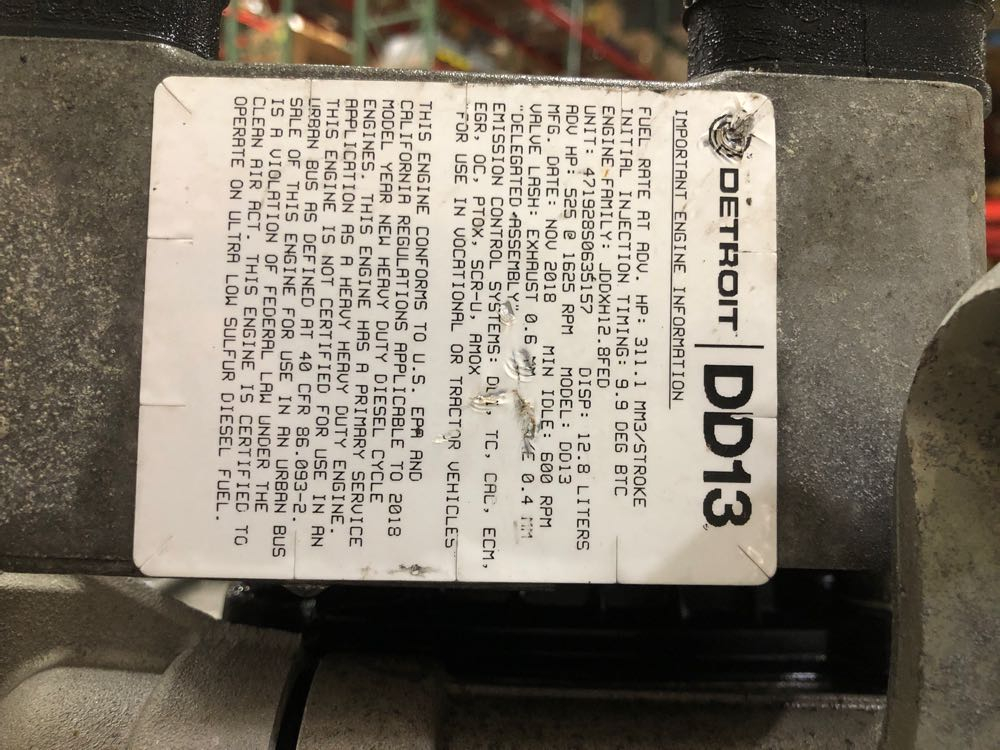 DETROIT | DD13
IMPORTANT ENGINE INFORMATION
FUEL RATE AT ADV. HP: 311.1 MM3/STROKE
INITIAL INJECTION TIMING: 9.9 DEG BTC
ENGINE FAMILY: JDDXH12.8FED
UNIT: 471928S0635157 DISP: 12.8 LITERS
ADV HP: 525 @ 1625 RPM MODEL: DD13
MFG. DATE: NOV 2018 MIN IDLE: 600 RPM
VALVE LASH: EXHAUST 0.6 0.4 MM
"DELEGATED ASSEMBLY"
EMISSION CONTROL SYSTEMS: TC, CAC, ECM,
EGR, OC, PTOX, SCR-U, AMOX
"FOR USE IN VOCATIONAL OR TRACTOR VEHICLES"
THIS ENGINE CONFORMS TO U.S. EPA AND
CALIFORNIA REGULATIONS APPLICABLE TO 2018
MODEL YEAR NEW HEAVY DUTY DIESEL CYCLE
ENGINES. THIS ENGINE HAS A PRIMARY SERVICE
APPLICATION AS A HEAVY HEAVY DUTY ENGINE.
THIS ENGINE IS NOT CERTIFIED FOR USE IN AN
URBAN BUS AS DEFINED AT 40 CFR 86.093-2.
SALE OF THIS ENGINE FOR USE IN AN URBAN BUS
IS A VIOLATION OF FEDERAL LAW UNDER THE
CLEAN AIR ACT. THIS ENGINE IS CERTIFIED TO
OPERATE ON ULTRA LOW SULFUR DIESEL FUEL.